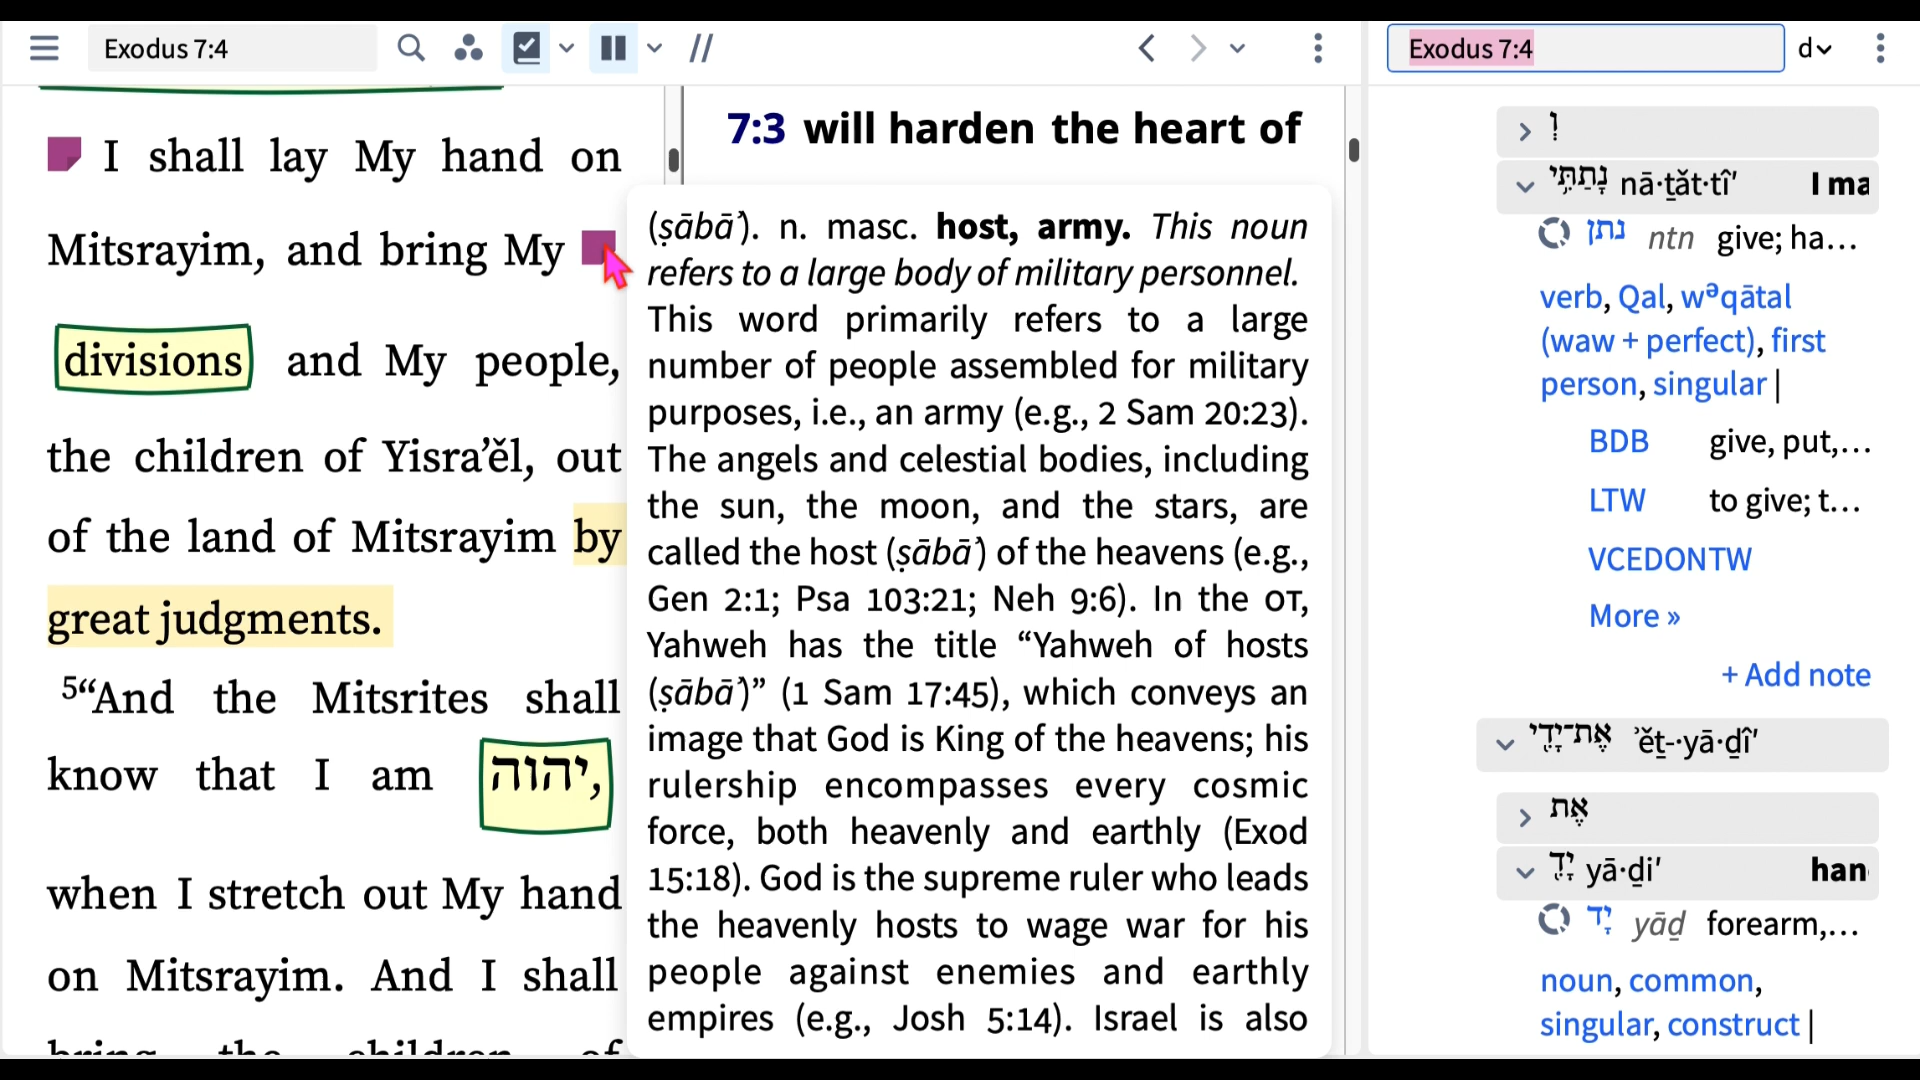 Exodus 7:4
I shall lay My hand on
Mitsrayim, and bring My
divisions and My people,
the children of Yisra’ĕl, out
of the land of Mitsrayim by
great judgments.
5“And the Mitsrites shall
know that I am יהוה,
when I stretch out My hand
on Mitsrayim. And I shall
bring the children of
7:3 will harden the heart of
(ṣābāʾ). n. masc. host, army. This noun
refers to a large body of military personnel.
This word primarily refers to a large
number of people assembled for military
purposes, i.e., an army (e.g., 2 Sam 20:23).
The angels and celestial bodies, including
the sun, the moon, and the stars, are
called the host (ṣābāʾ) of the heavens (e.g.,
Gen 2:1; Psa 103:21; Neh 9:6). In the OT,
Yahweh has the title “Yahweh of hosts
(ṣābāʾ)” (1 Sam 17:45), which conveys an
image that God is King of the heavens; his
rulership encompasses every cosmic
force, both heavenly and earthly (Exod
15:18). God is the supreme ruler who leads
the heavenly hosts to wage war for his
people against enemies and earthly
empires (e.g., Josh 5:14). Israel is also
Exodus 7:4 d
וְ
נָתַתִּ֤י nā·ṯǎt·tî′ I ma
נתן ntn give; ha…
verb, Qal, wᵊqātal
(waw + perfect), first
person, singular |
BDB give, put,…
LTW to give; t…
VCEDONTW
More »
+ Add note
אֶת־יָדִי֙ ʾěṯ-·yā·ḏî′
אֶת
יָדִ yā·ḏi′ han
יָד yāḏ forearm,…
noun, common,
singular, construct |